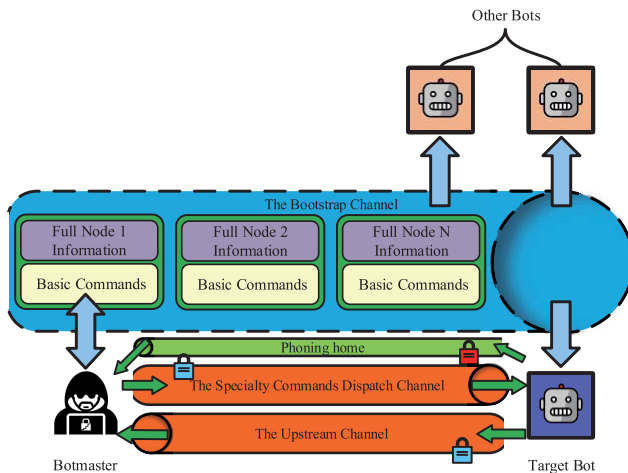 Other Bots
The Bootstrap Channel
Full Node 1
Information
Basic Commands
Full Node 2
Information
Basic Commands
Full Node N
Information
Basic Commands
Phoning home
The Specialty Commands Dispatch Channel
The Upstream Channel
Botmaster
Target Bot